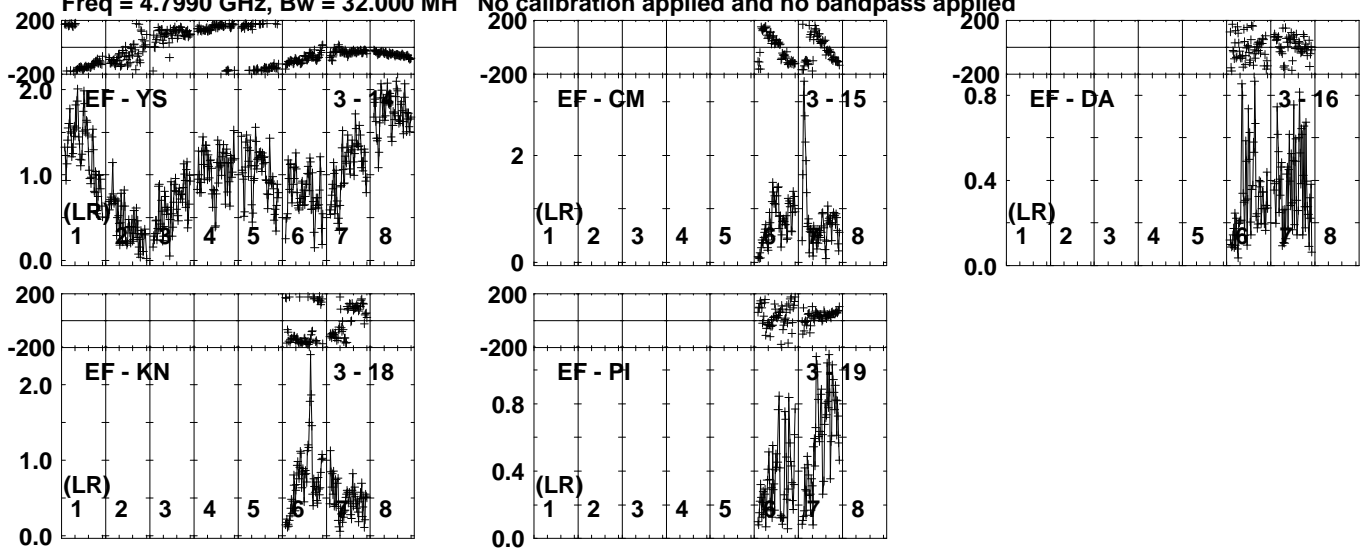 Freq = 4.7990 GHz, Bw = 32.000 MH No calibration applied and no bandpass applied
200
-200
EF - YS 3 - 14
2.0
1.0
0.0
(LR)
1 2 3 4 5 6 7 8
EF - CM 3 - 15
2
0
(LR)
1 2 3 4 5 6 7 8
200
-200
EF - DA 3 - 16
0.8
0.4
0.0
(LR)
1 2 3 4 5 6 7 8
200
-200
EF - KN 3 - 18
2.0
1.0
0.0
(LR)
1 2 3 4 5 6 7 8
200
-200
EF - PI 3 - 19
0.8
0.4
0.0
(LR)
1 2 3 4 5 6 7 8
200
-200